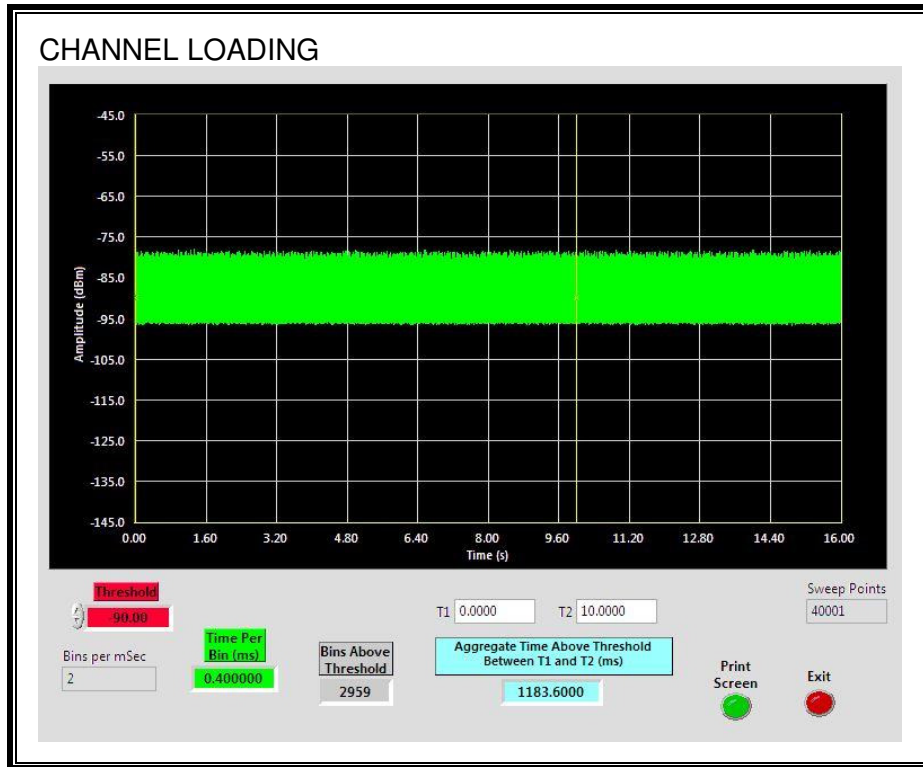 CHANNEL LOADING
Amplitude (dBm)
-45.0
-55.0
-65.0
-75.0
-85.0
-95.0
-105.0
-115.0
-125.0
-135.0
-145.0
0.00 1.60 3.20 4.80 6.40 8.00 9.60 11.20 12.80 14.40 16.00
Time (s)
Threshold
-90.00
Bins per mSec
2
Time Per
Bin (ms)
0.400000
Bins Above
Threshold
2959
T1 0.0000 T2 10.0000
Aggregate Time Above Threshold
Between T1 and T2 (ms)
1183.6000
Sweep Points
40001
Print
Screen
Exit